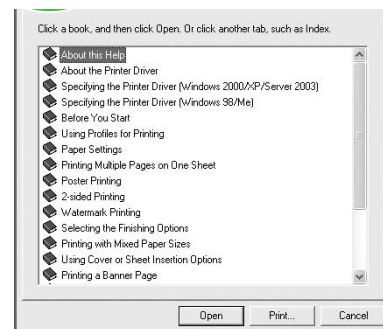 Click a book, and then click Open. Or click another tab, such as Index.
About this Help
About the Printer Driver
Specifying the Printer Driver (Windows 2000/XP/Server 2003)
Specifying the Printer Driver (Windows 98/Me)
Before You Start
Using Profiles for Printing
Paper Settings
Printing Multiple Pages on One Sheet
Poster Printing
2-sided Printing
Watermark Printing
Selecting the Finishing Options
Printing with Mixed Paper Sizes
Using Cover or Sheet Insertion Options
Printing a Banner Page
Open Print... Cancel